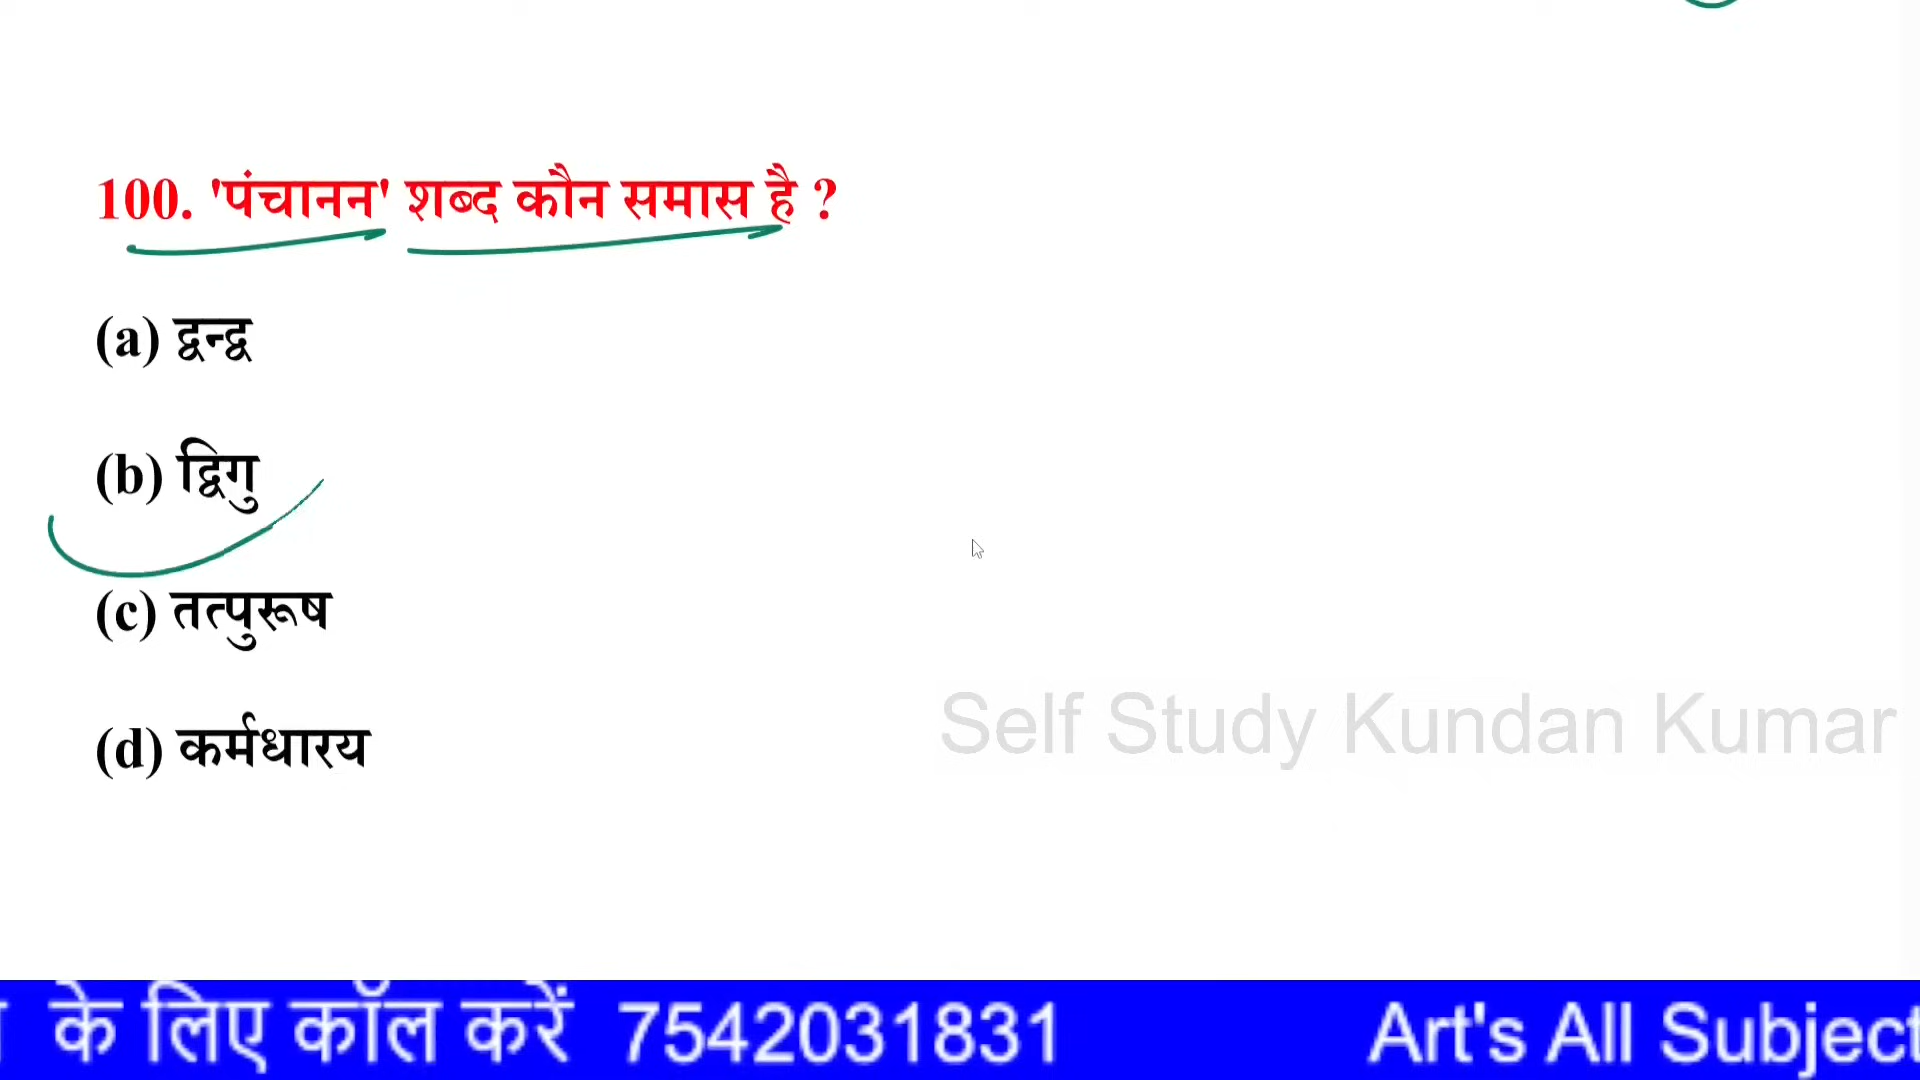 100. 'पंचानन' शब्द कौन समास है ?
(a) द्वन्द्व
(b) द्विगु
(c) तत्पुरूष
(d) कर्मधारय
Self Study Kundan Kumar
के लिए कॉल करें 7542031831 Art's All Subject